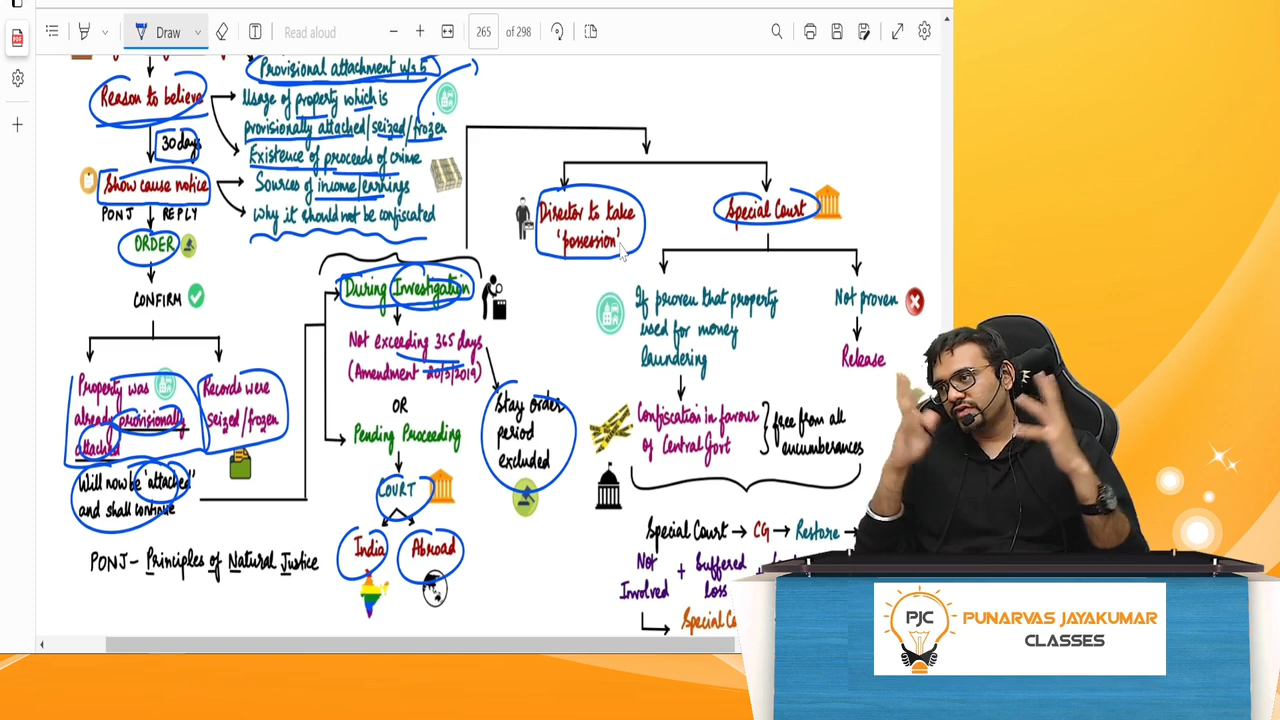 Draw
Read aloud
265
of 298
Provisional attachment u/s 5
Reason to believe
Usage of property which is
provisionally attached/seized/frozen
30 days
Existence of proceeds of crime
Show cause notice
Sources of income/earnings
PONJ REPLY
Why it should not be confiscated
ORDER
CONFIRM
Property was
already provisionally
attached
Records were
seized/frozen
Will now be "attached"
and shall continue
PONJ - Principles of Natural Justice
During Investigation
Not exceeding 365 days
(Amendment 20/3/2019)
OR
Pending Proceeding
COURT
India
Abroad
Stay order
period
excluded
Director to take
'possession'
Special Court
If proven that property
used for money
laundering
Not proven
Release
Confiscation in favour
of Central Govt
free from all
encumberances
Special Court → CG → Restore →
Not
Involved
+
Suffered
loss
Special
PJC
PUNARVAS JAYAKUMAR
CLASSES